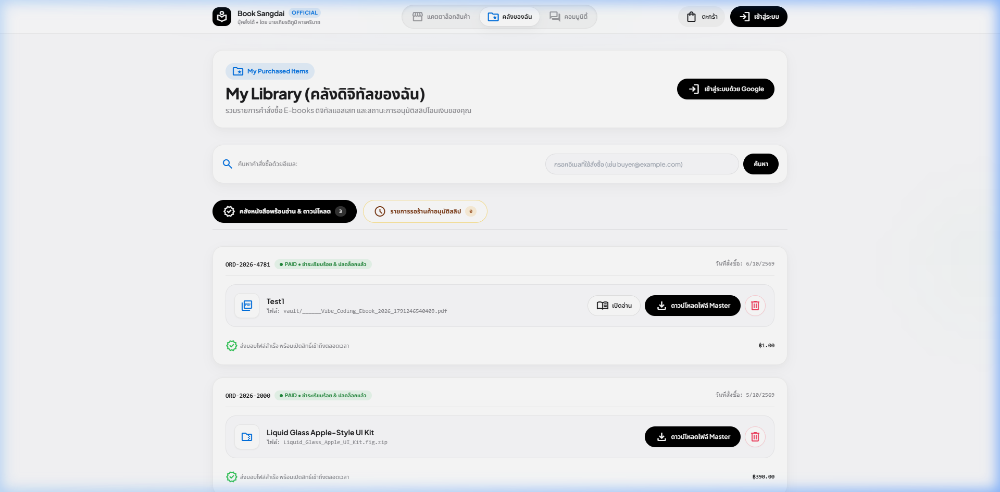 Book Sangdai OFFICIAL
บุ๊คสั่งได้ • โดย นายเกียรติภูมิ หารศรีนาถ
แคตตาล็อกสินค้า
คลังของฉัน
คอมมูนิตี้
ตะกร้า
เข้าสู่ระบบ
My Purchased Items
My Library (คลังดิจิทัลของฉัน)
รวมรายการคำสั่งซื้อ E-books ดิจิทัลแอสเสท และสถานะการอนุมัติสลิปโอนเงินของคุณ
เข้าสู่ระบบด้วย Google
ค้นหาคำสั่งซื้อด้วยอีเมล:
กรอกอีเมลที่ใช้สั่งซื้อ (เช่น buyer@example.com)
ค้นหา
คลังหนังสือพร้อมอ่าน & ดาวน์โหลด 3
รายการรอร้านค้าอนุมัติสลิป 0
ORD-2026-4781 ● PAID • ชำระเรียบร้อย & ปลดล็อกแล้ว
วันที่สั่งซื้อ: 6/10/2569
PDF
Test1
ไฟล์: vault/______Vibe_Coding_Ebook_2026_1791246540409.pdf
เปิดอ่าน
ดาวน์โหลดไฟล์ Master
ส่งมอบไฟล์สำเร็จ พร้อมเปิดสิทธิ์เข้าถึงตลอดเวลา
฿1.00
ORD-2026-2000 ● PAID • ชำระเรียบร้อย & ปลดล็อกแล้ว
วันที่สั่งซื้อ: 5/10/2569
Liquid Glass Apple-Style UI Kit
ไฟล์: Liquid_Glass_Apple_UI_Kit.fig.zip
ดาวน์โหลดไฟล์ Master
ส่งมอบไฟล์สำเร็จ พร้อมเปิดสิทธิ์เข้าถึงตลอดเวลา
฿390.00